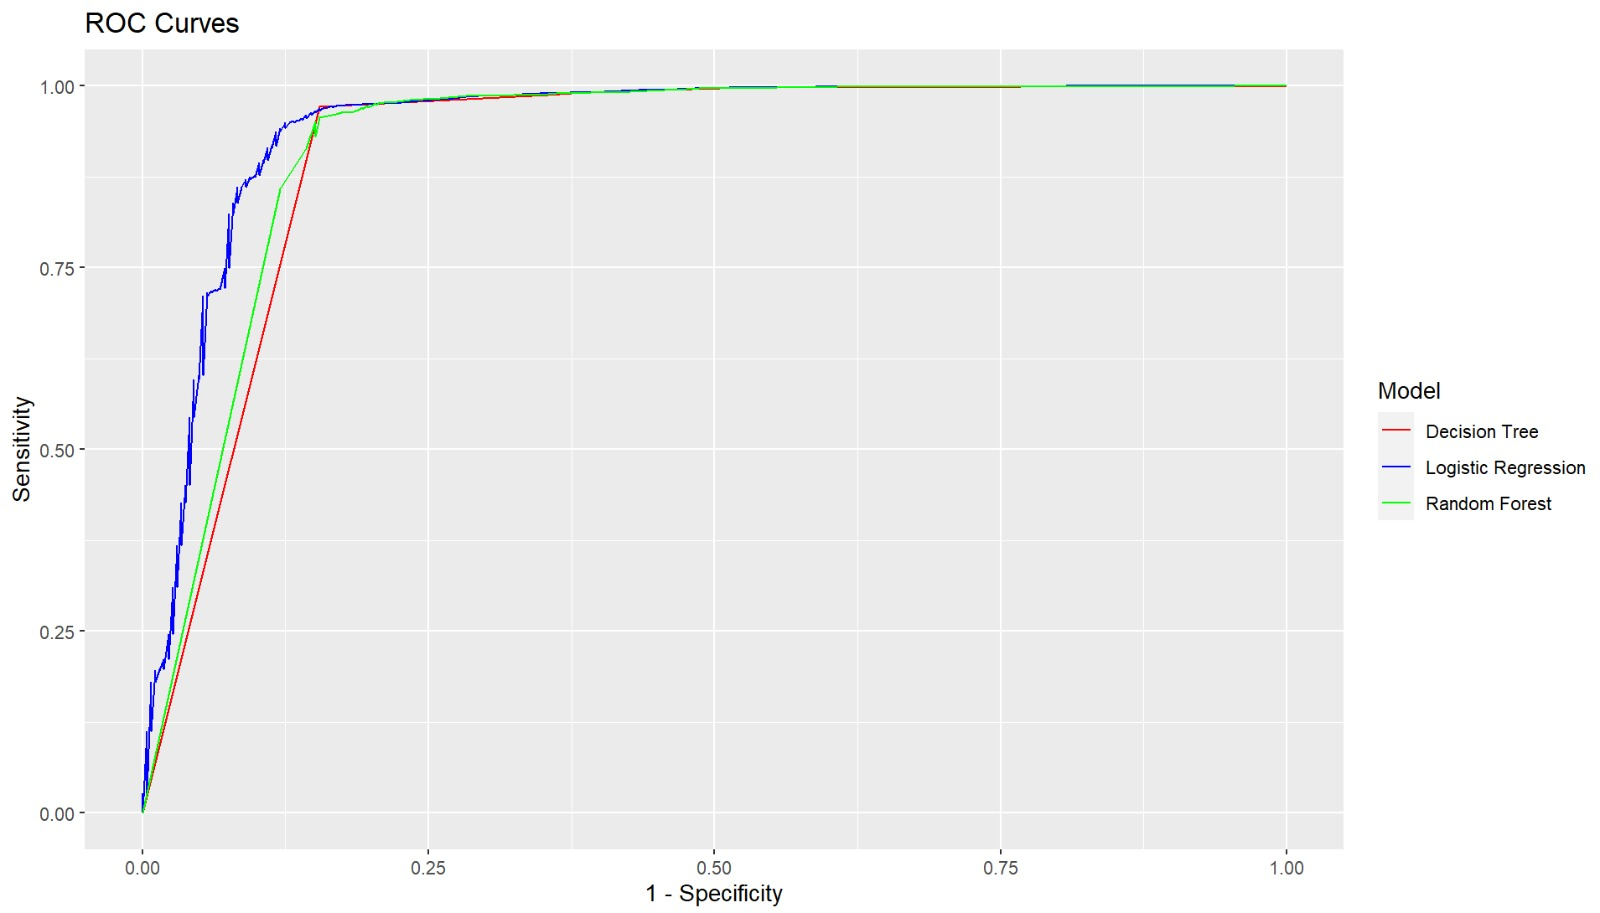 ROC Curves
1.00
0.75
0.50
0.25
0.00
Sensitivity
0.00 0.25 0.50 0.75 1.00
1 - Specificity
Model
Decision Tree
Logistic Regression
Random Forest